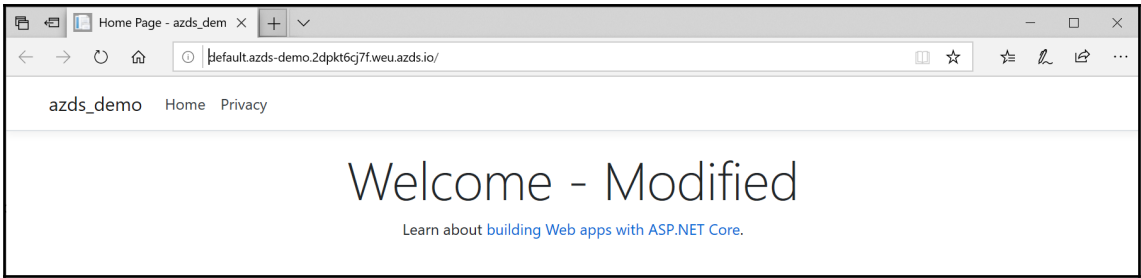 Home Page - azds_dem
default.azds-demo.2dpkt6cj7f.weu.azds.io/
azds_demo Home Privacy
Welcome - Modified
Learn about building Web apps with ASP.NET Core.